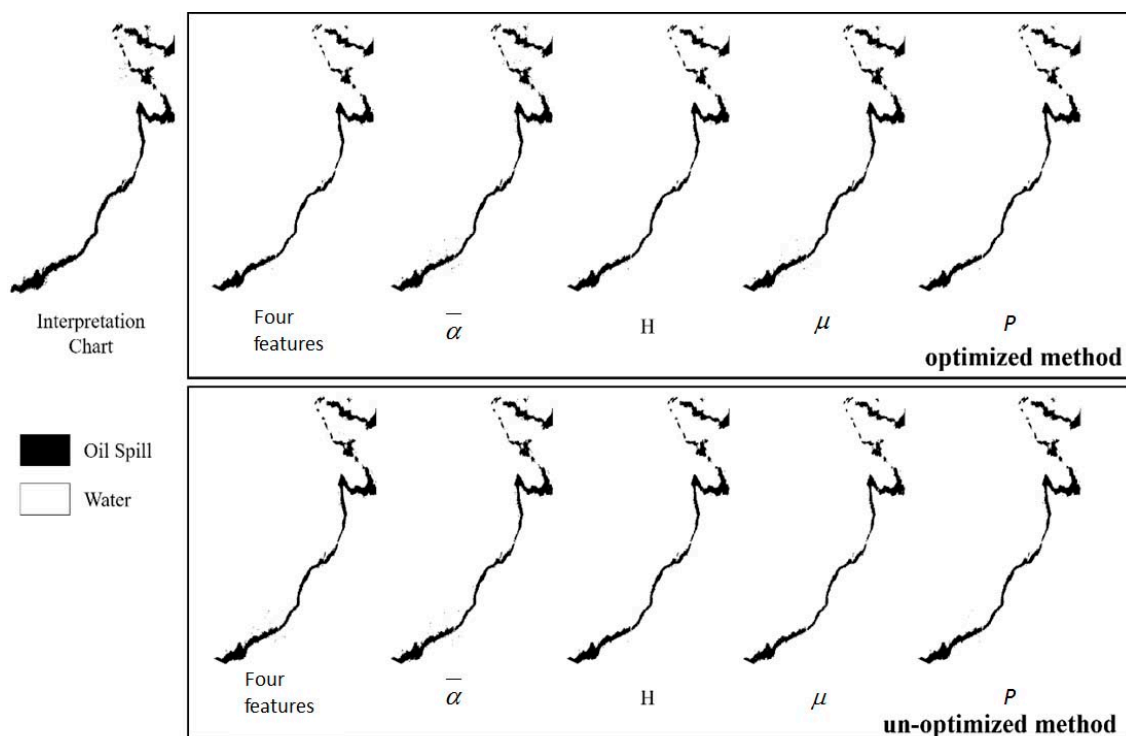 Interpretation
Chart
Four
features
α̅
H
μ
P
optimized method
Oil Spill
Water
Four
features
α̅
H
μ
P
un-optimized method